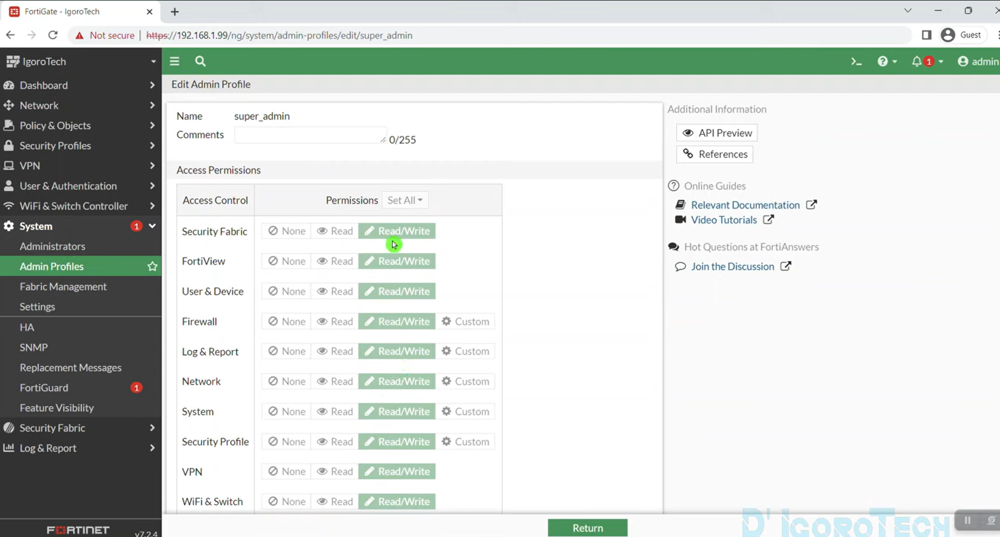 FortiGate - IgoroTech
Not secure | https://192.168.1.99/ng/system/admin-profiles/edit/super_admin
Guest
IgoroTech
1
admin
Dashboard
Network
Policy & Objects
Security Profiles
VPN
User & Authentication
WiFi & Switch Controller
System 1
Administrators
Admin Profiles
Fabric Management
Settings
HA
SNMP
Replacement Messages
FortiGuard 1
Feature Visibility
Security Fabric
Log & Report
FORTINET v7.2.4
Edit Admin Profile
Name super_admin
Comments 0/255
Access Permissions
Access Control Permissions Set All
Security Fabric None Read Read/Write
FortiView None Read Read/Write
User & Device None Read Read/Write
Firewall None Read Read/Write Custom
Log & Report None Read Read/Write Custom
Network None Read Read/Write Custom
System None Read Read/Write Custom
Security Profile None Read Read/Write Custom
VPN None Read Read/Write
WiFi & Switch None Read Read/Write
Return
Additional Information
API Preview
References
Online Guides
Relevant Documentation
Video Tutorials
Hot Questions at FortiAnswers
Join the Discussion
D' IGOROTECH